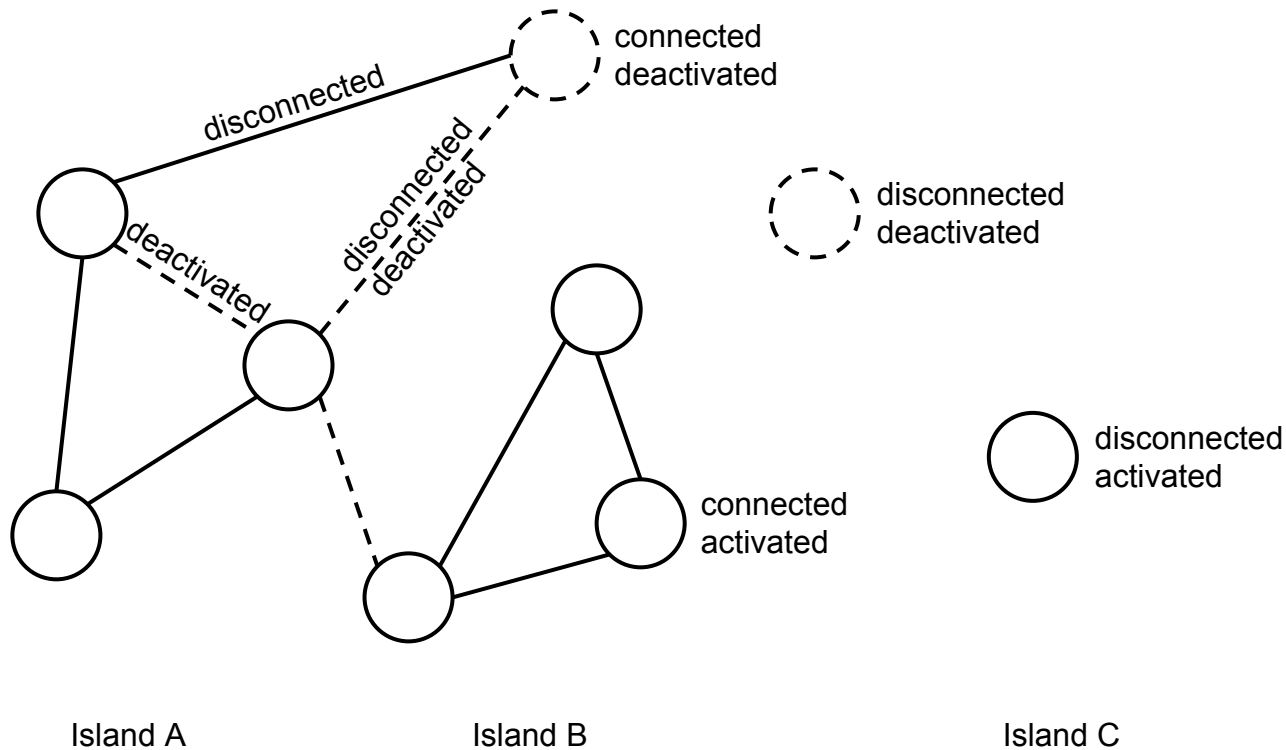 connected
deactivated
disconnected
disconnected
deactivated
disconnected
deactivated
deactivated
disconnected
activated
connected
activated
Island A
Island B
Island C